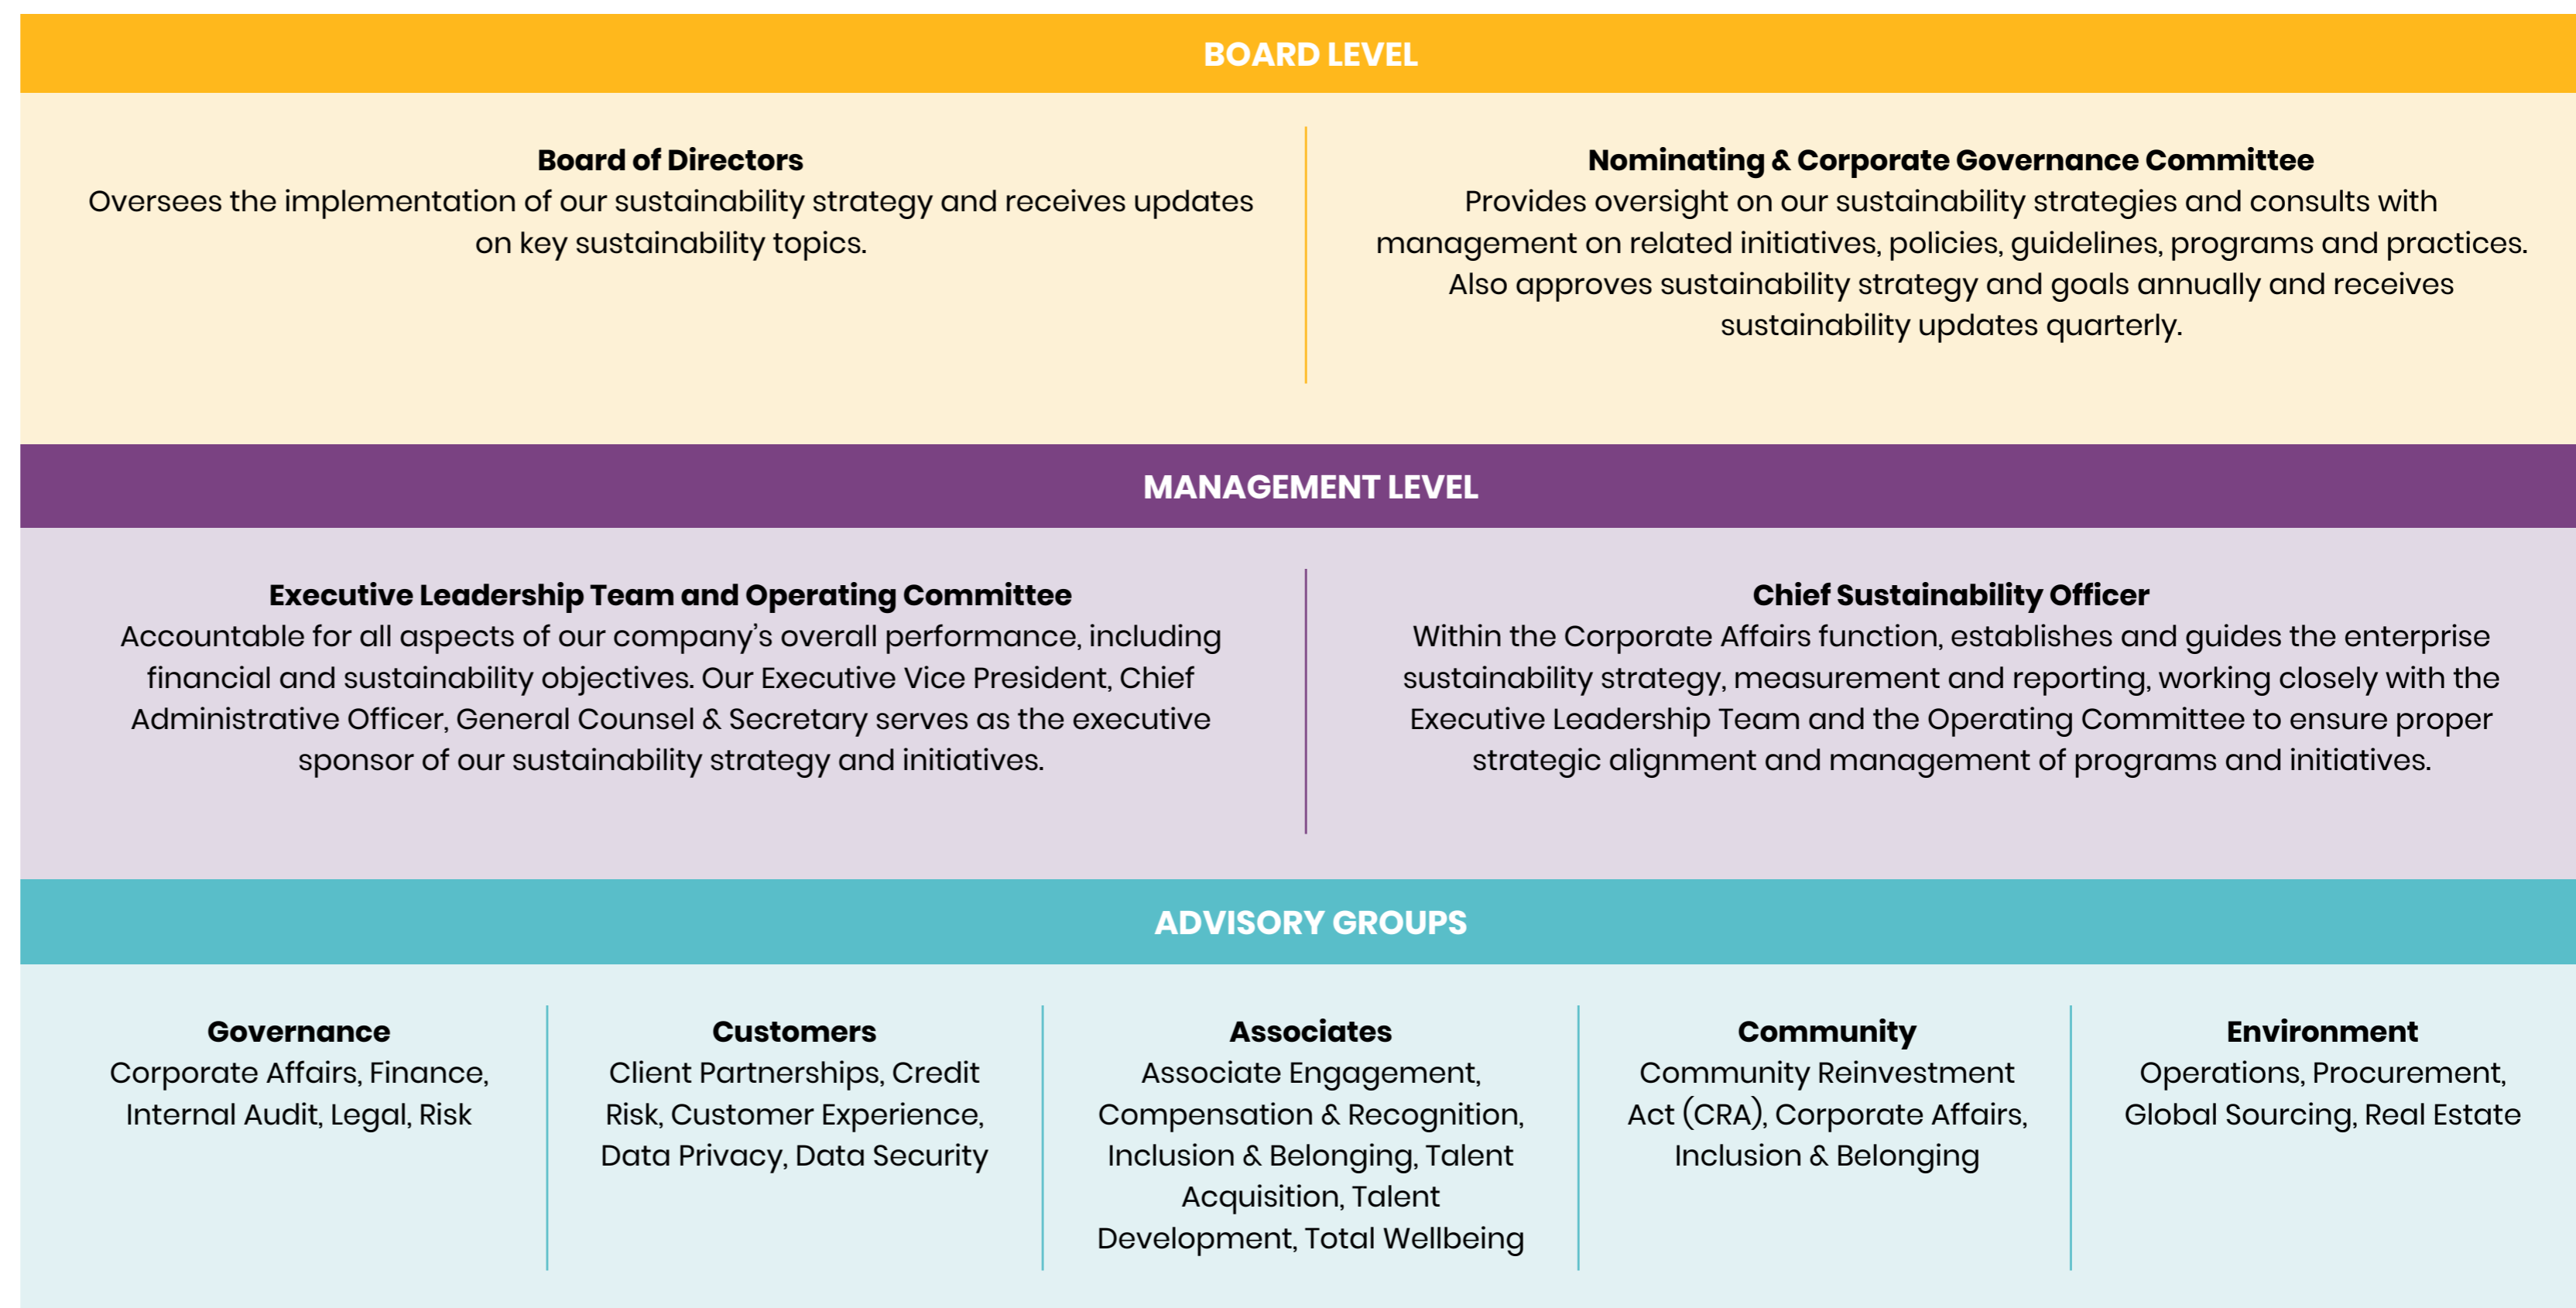 BOARD LEVEL
Board of Directors
Oversees the implementation of our sustainability strategy and receives updates
on key sustainability topics.
Nominating & Corporate Governance Committee
Provides oversight on our sustainability strategies and consults with
management on related initiatives, policies, guidelines, programs and practices.
Also approves sustainability strategy and goals annually and receives
sustainability updates quarterly.
MANAGEMENT LEVEL
Executive Leadership Team and Operating Committee
Accountable for all aspects of our company’s overall performance, including
financial and sustainability objectives. Our Executive Vice President, Chief
Administrative Officer, General Counsel & Secretary serves as the executive
sponsor of our sustainability strategy and initiatives.
Chief Sustainability Officer
Within the Corporate Affairs function, establishes and guides the enterprise
sustainability strategy, measurement and reporting, working closely with the
Executive Leadership Team and the Operating Committee to ensure proper
strategic alignment and management of programs and initiatives.
ADVISORY GROUPS
Governance
Corporate Affairs, Finance,
Internal Audit, Legal, Risk
Customers
Client Partnerships, Credit
Risk, Customer Experience,
Data Privacy, Data Security
Associates
Associate Engagement,
Compensation & Recognition,
Inclusion & Belonging, Talent
Acquisition, Talent
Development, Total Wellbeing
Community
Community Reinvestment
Act (CRA), Corporate Affairs,
Inclusion & Belonging
Environment
Operations, Procurement,
Global Sourcing, Real Estate